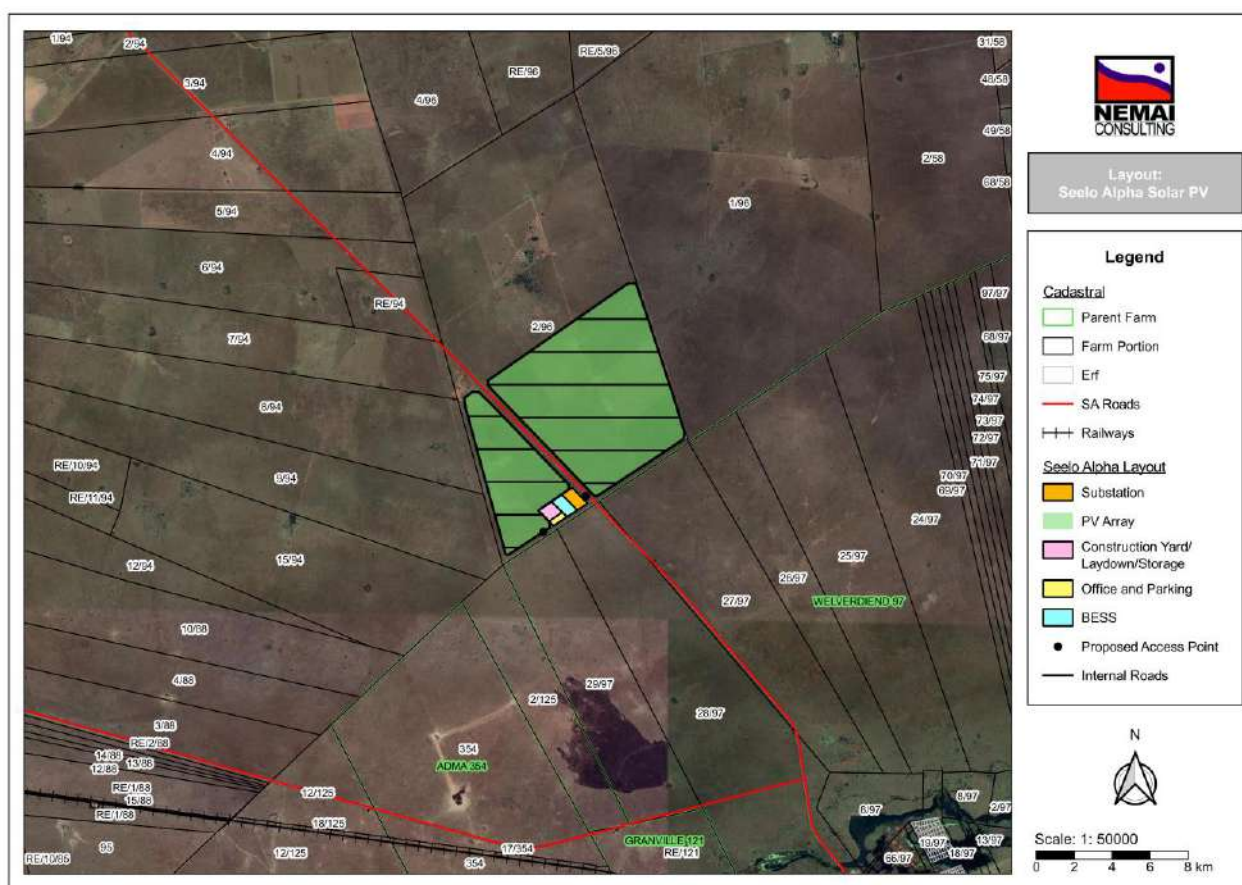 1/94
2/94
3/94
4/94
5/94
6/94
RE/94
7/94
8/94
9/94
RE/10/94
RE/11/94
12/94
15/94
10/88
4/88
3/88
RE/2/88
14/88
13/88
12/88
RE/1/88
15/88
RE/1/88
95
RE/10/85
12/125
18/125
12/125
354
17/354
354
ADMA 354
2/125
29/97
28/97
GRANVILLE 121
RE/121
4/96
RE/96
RE/5/96
1/96
2/96
2/58
31/58
48/58
49/58
68/58
97/97
68/97
75/97
74/97
73/97
72/97
71/97
70/97
69/97
24/97
25/97
26/97
27/97
WELVERDIEND 97
6/97
8/97
2/97
13/97
19/97
18/97
66/97
NEMAI
CONSULTING
Layout:
Seelo Alpha Solar PV
Legend
Cadastral
Parent Farm
Farm Portion
Erf
SA Roads
Railways
Seelo Alpha Layout
Substation
PV Array
Construction Yard/
Laydown/Storage
Office and Parking
BESS
Proposed Access Point
Internal Roads
N
Scale: 1: 50000
0 2 4 6 8 km